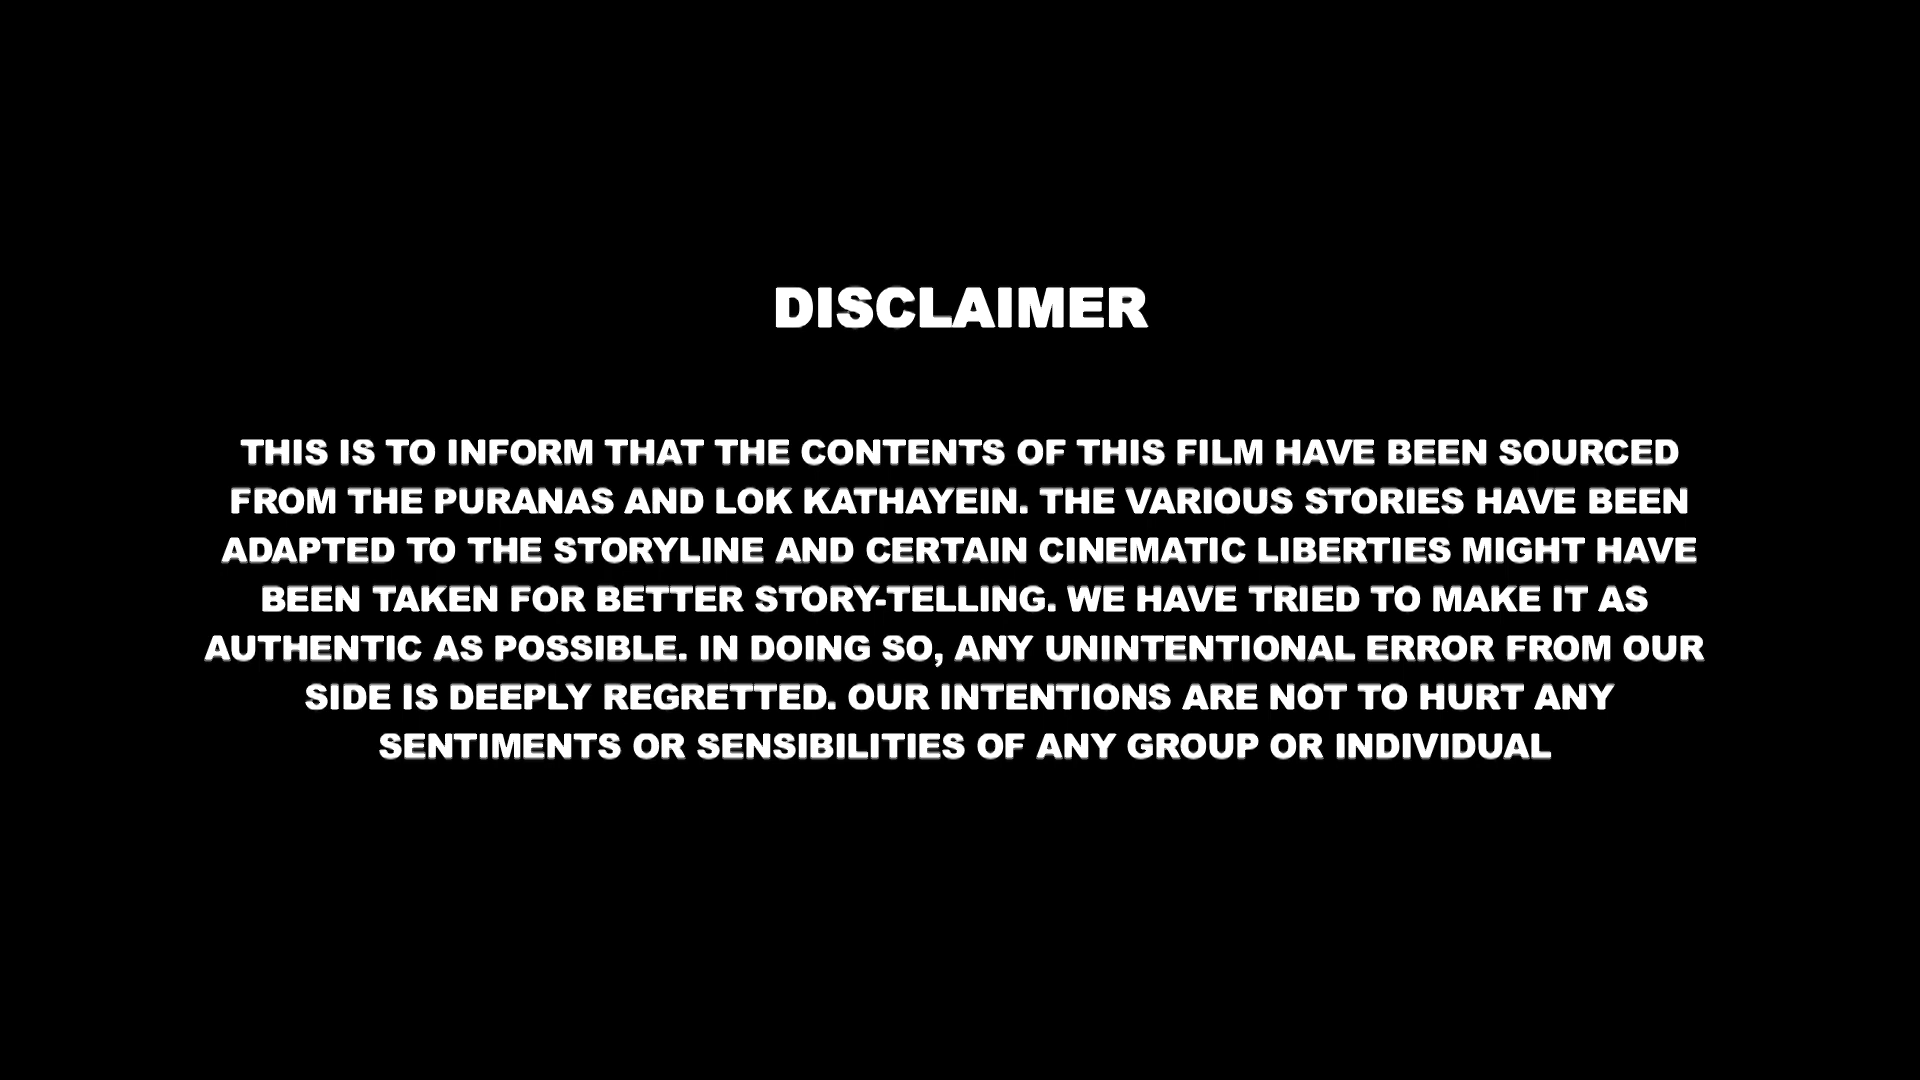 DISCLAIMER
THIS IS TO INFORM THAT THE CONTENTS OF THIS FILM HAVE BEEN SOURCED
FROM THE PURANAS AND LOK KATHAYEIN. THE VARIOUS STORIES HAVE BEEN
ADAPTED TO THE STORYLINE AND CERTAIN CINEMATIC LIBERTIES MIGHT HAVE
BEEN TAKEN FOR BETTER STORY-TELLING. WE HAVE TRIED TO MAKE IT AS
AUTHENTIC AS POSSIBLE. IN DOING SO, ANY UNINTENTIONAL ERROR FROM OUR
SIDE IS DEEPLY REGRETTED. OUR INTENTIONS ARE NOT TO HURT ANY
SENTIMENTS OR SENSIBILITIES OF ANY GROUP OR INDIVIDUAL